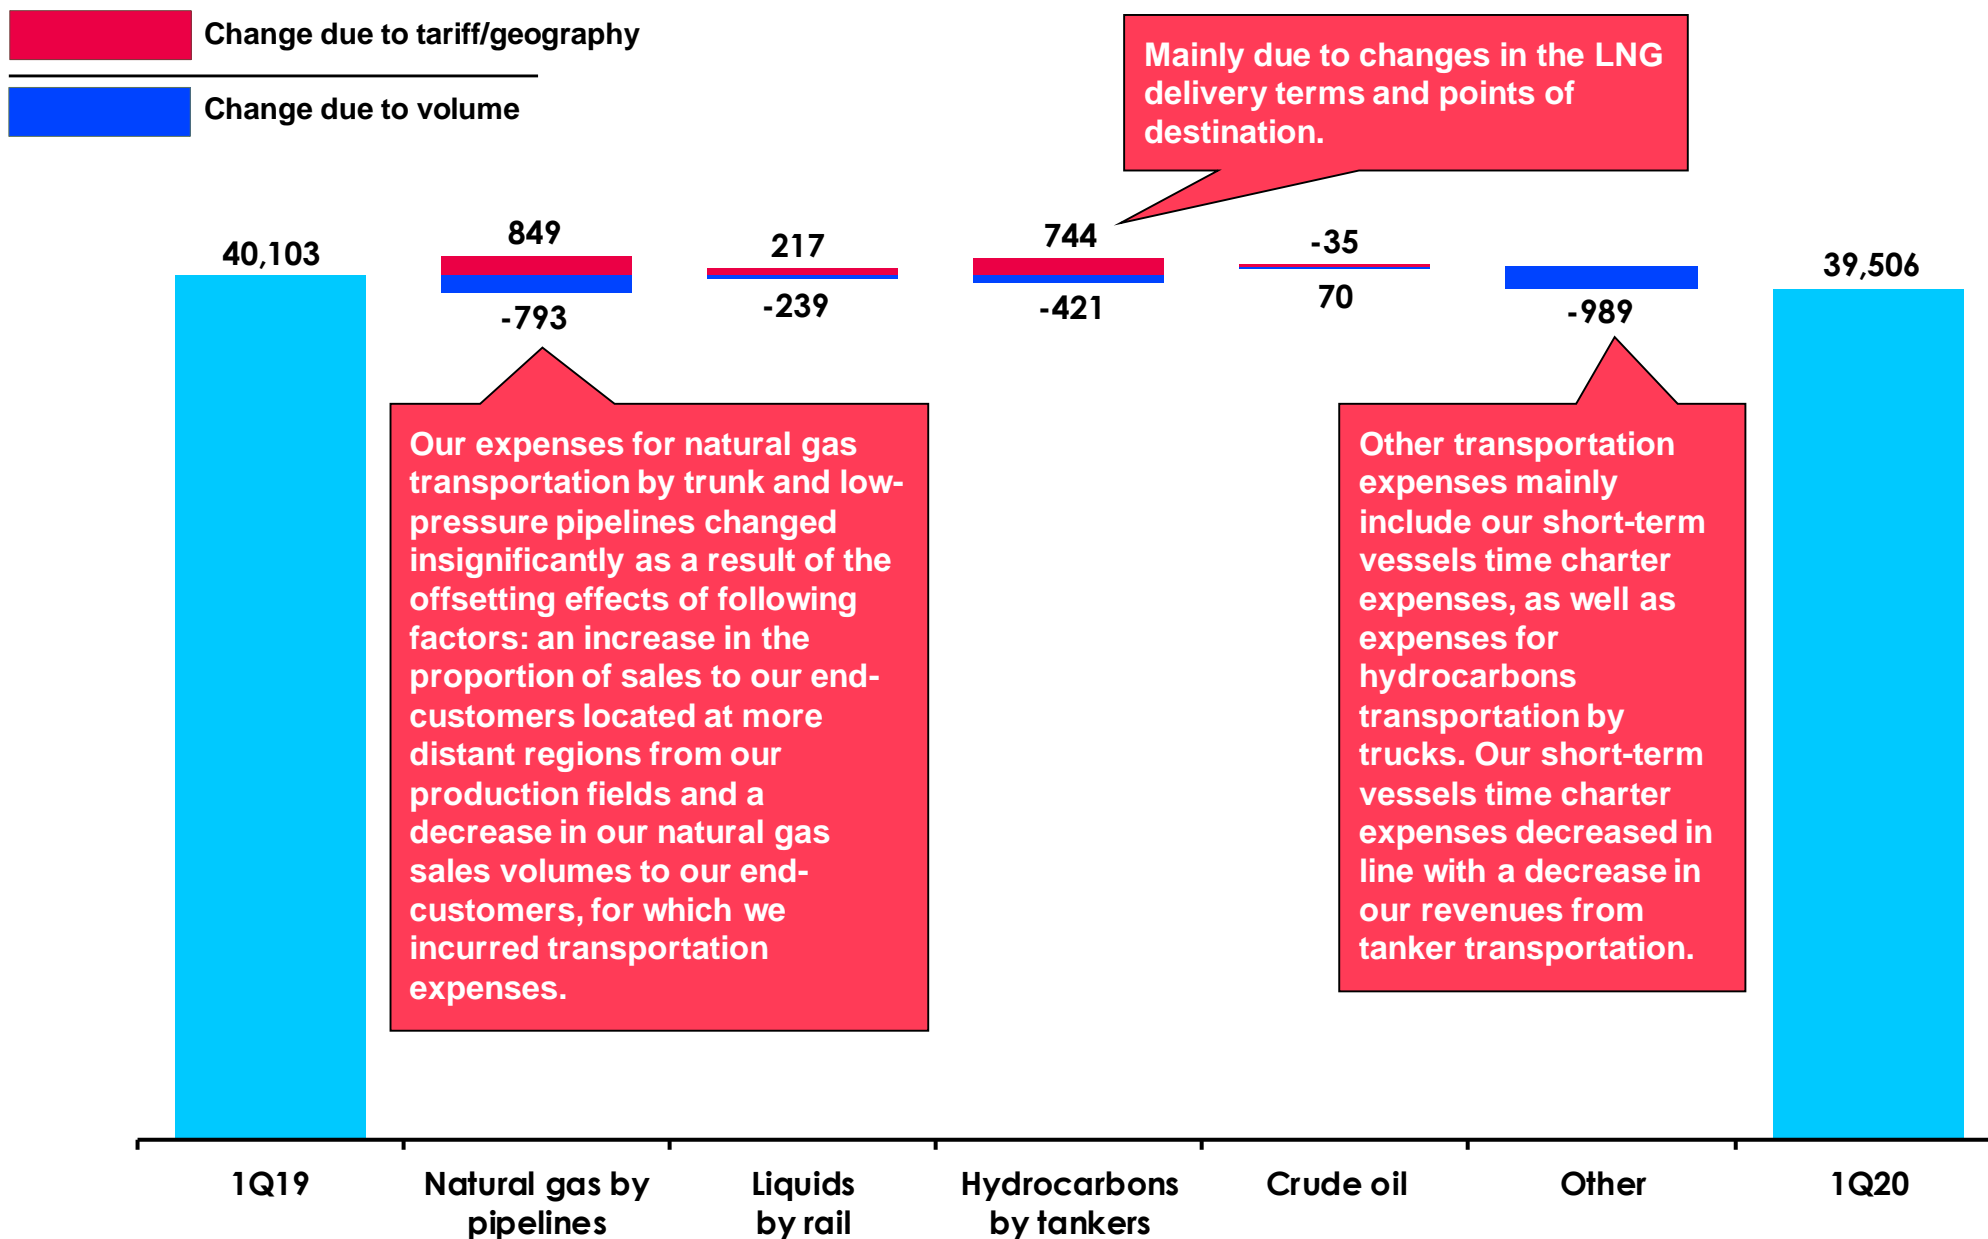 Change due to tariff/geography
Change due to volume
Mainly due to changes in the LNG
delivery terms and points of
destination.
40,103
849
-793
217
-239
744
-421
-35
70
-989
39,506
Our expenses for natural gas
transportation by trunk and low-
pressure pipelines changed
insignificantly as a result of the
offsetting effects of following
factors: an increase in the
proportion of sales to our end-
customers located at more
distant regions from our
production fields and a
decrease in our natural gas
sales volumes to our end-
customers, for which we
incurred transportation
expenses.
Other transportation
expenses mainly
include our short-term
vessels time charter
expenses, as well as
expenses for
hydrocarbons
transportation by
trucks. Our short-term
vessels time charter
expenses decreased in
line with a decrease in
our revenues from
tanker transportation.
1Q19
Natural gas by
pipelines
Liquids
by rail
Hydrocarbons
by tankers
Crude oil
Other
1Q20